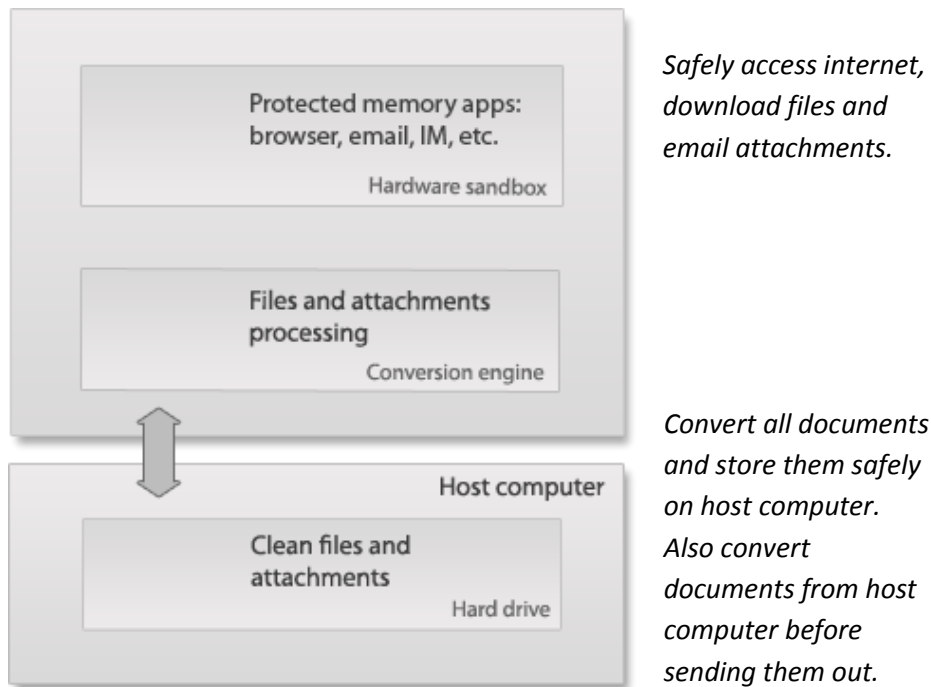 Protected memory apps:
browser, email, IM, etc.
Hardware sandbox
Safely access internet,
download files and
email attachments.
Files and attachments
processing
Conversion engine
Host computer
Clean files and
attachments
Hard drive
Convert all documents
and store them safely
on host computer.
Also convert
documents from host
computer before
sending them out.